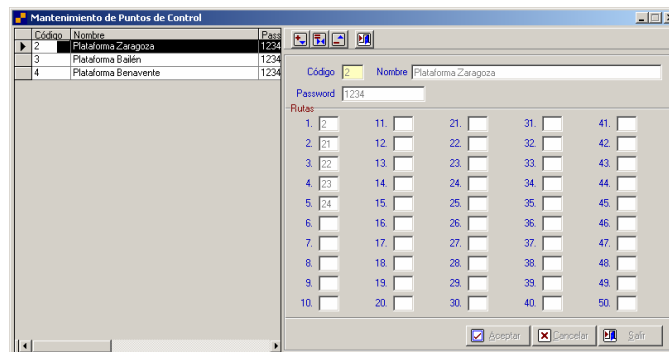 Mantenimiento de Puntos de Control
Código Nombre Pass
2 Plataforma Zaragoza 1234
3 Plataforma Bailén 1234
4 Plataforma Benavente 1234
Código 2 Nombre Plataforma Zaragoza
Password 1234
Rutas
1. 2 11. 21. 31. 41.
2. 21 12. 22. 32. 42.
3. 22 13. 23. 33. 43.
4. 23 14. 24. 34. 44.
5. 24 15. 25. 35. 45.
6. 16. 26. 36. 46.
7. 17. 27. 37. 47.
8. 18. 28. 38. 48.
9. 19. 29. 39. 49.
10. 20. 30. 40. 50.
Aceptar Cancelar Salir